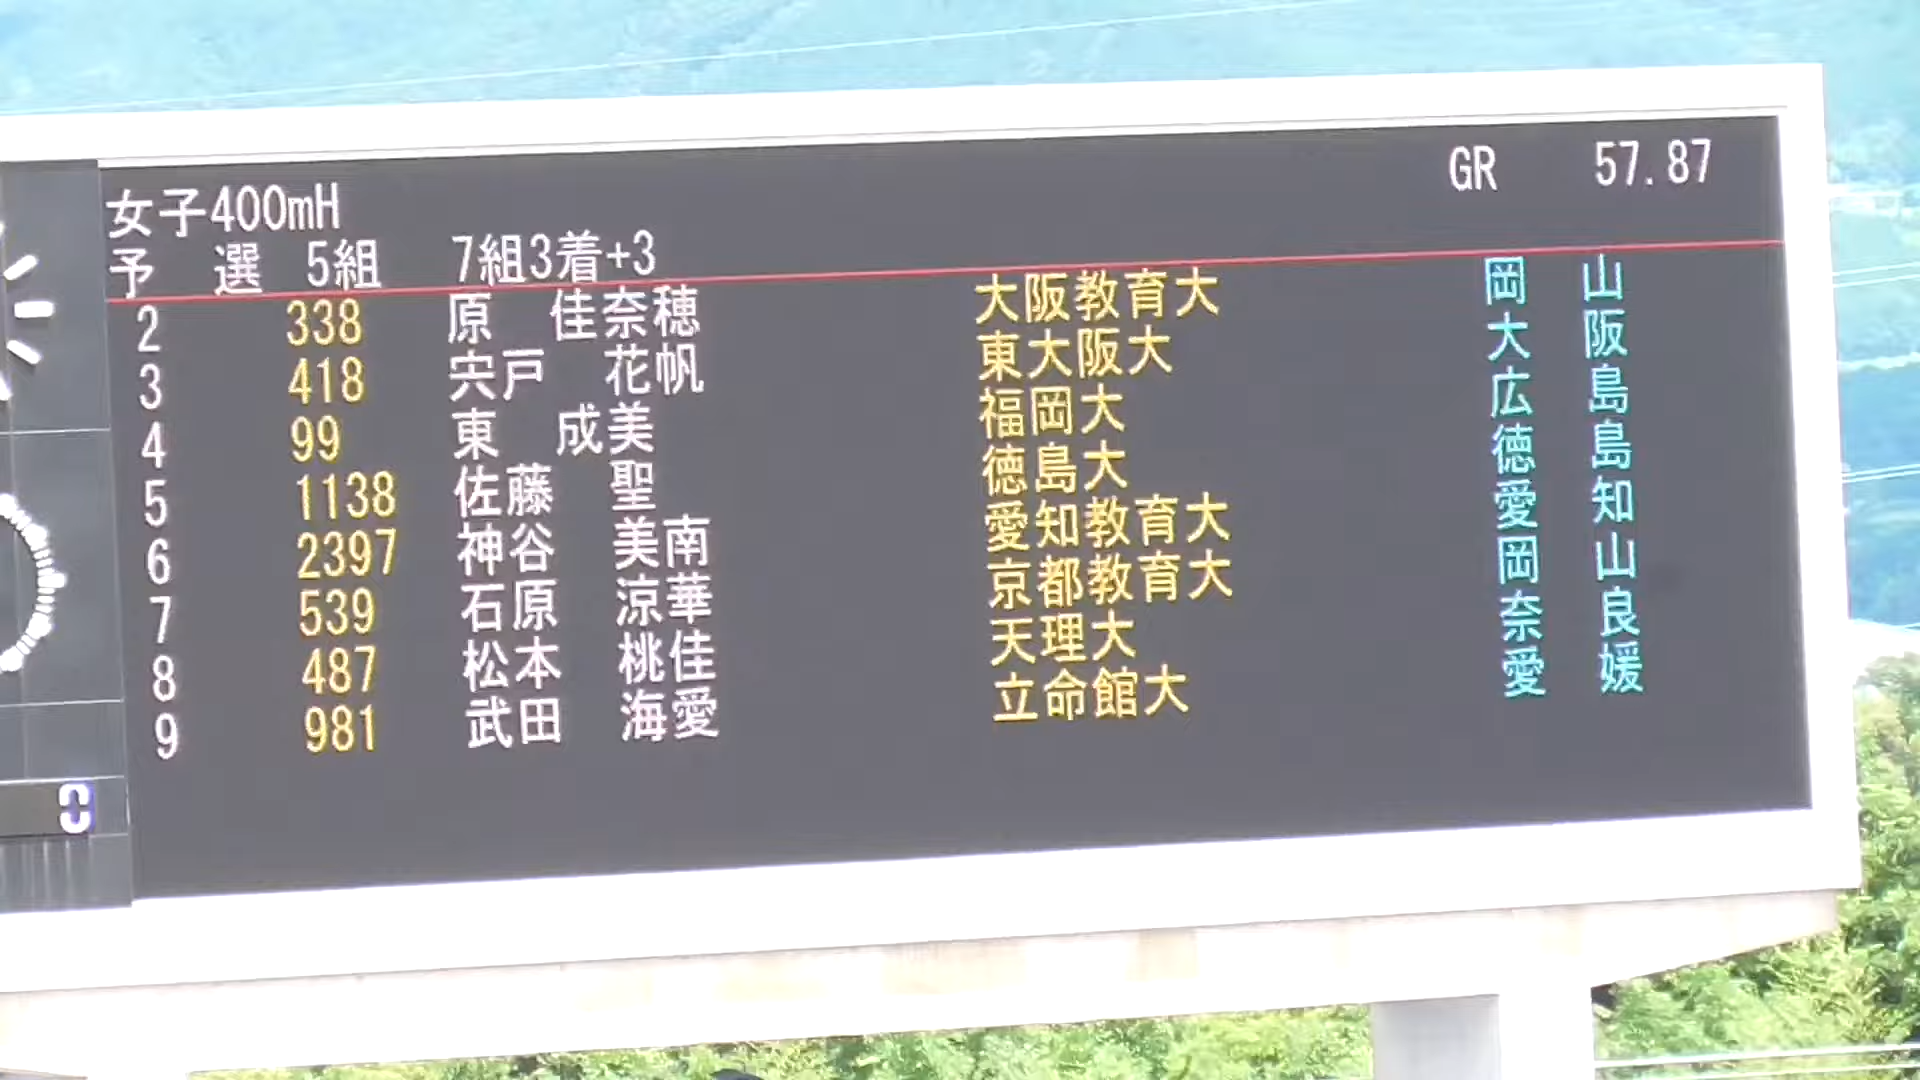 女子400mH GR 57.87
予 選 5組 7組3着+3
2 338 原 佳奈穂 大阪教育大 岡 山
3 418 宍戸 花帆 東大阪大 大 阪
4 99 東 成美 福岡大 広 島
5 1138 佐藤 聖 徳島大 徳 島
6 2397 神谷 美南 愛知教育大 愛 知
7 539 石原 涼華 京都教育大 岡 山
8 487 松本 桃佳 天理大 奈 良
9 981 武田 海愛 立命館大 愛 媛
0